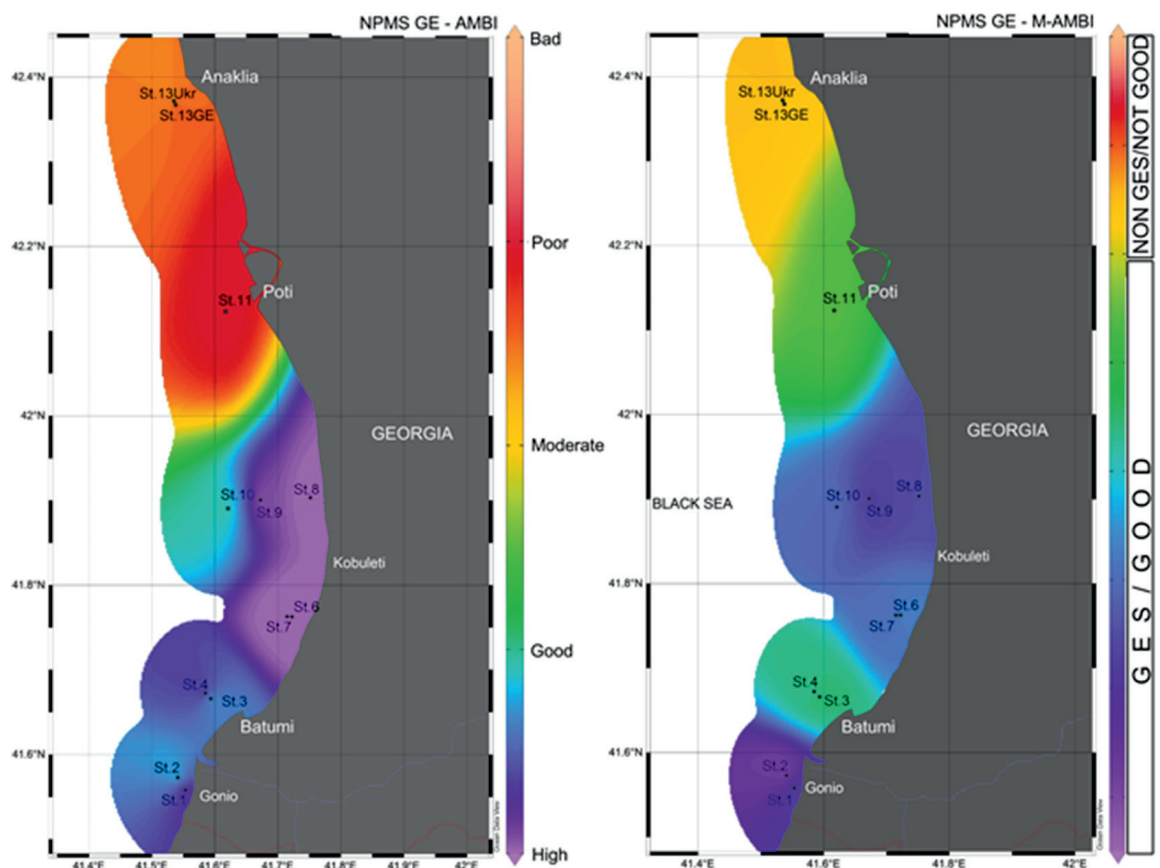 NPMS GE - AMBI
42.4°N
42.2°N
42°N
41.8°N
41.6°N
41.4°E
41.5°E
41.6°E
41.7°E
41.8°E
41.9°E
42°E
Anaklia
St.13Ukr
St.13GE
St.11
Poti
GEORGIA
St.10
St.8
St.9
Kobuleti
St.6
St.7
St.4
St.3
Batumi
St.2
St.1
Gonio
Ocean Data View
Bad
Poor
Moderate
Good
High
NPMS GE - M-AMBI
42.4°N
42.2°N
42°N
41.8°N
41.6°N
41.4°E
41.6°E
41.8°E
42°E
Anaklia
St.13Ukr
St.13GE
St.11
Poti
GEORGIA
BLACK SEA
St.10
St.8
St.9
Kobuleti
St.6
St.7
St.4
St.3
Batumi
St.2
St.1
Gonio
Ocean Data View
NON GES/NOT GOOD
GES/GOOD